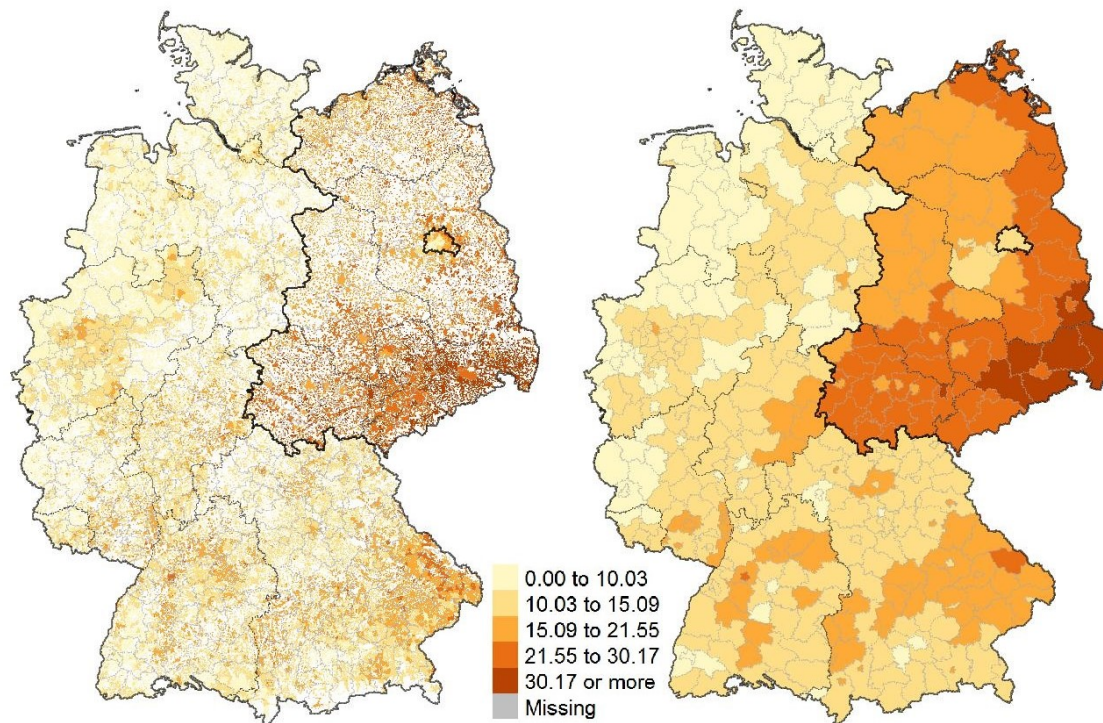 0.00 to 10.03
10.03 to 15.09
15.09 to 21.55
21.55 to 30.17
30.17 or more
Missing